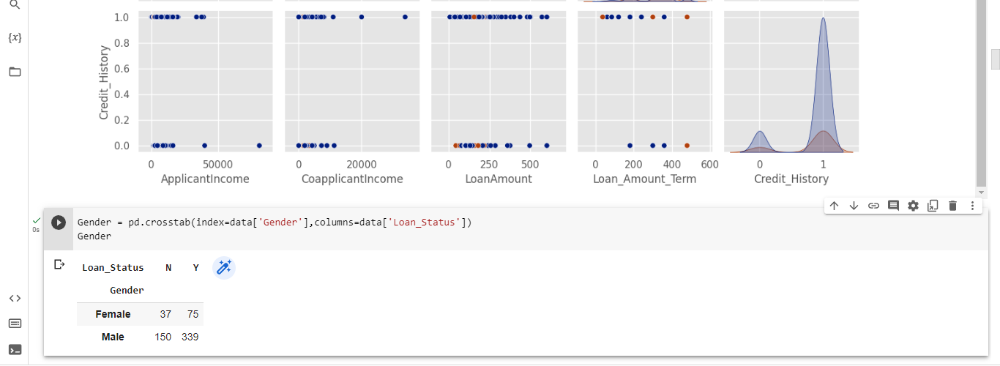 1.0
0.8
0.6
0.4
0.2
0.0
Credit_History
0 50000
0 20000
0 250 500
0 200 400 600
0 1
ApplicantIncome
CoapplicantIncome
LoanAmount
Loan_Amount_Term
Credit_History
{x}
0s
Gender = pd.crosstab(index=data['Gender'],columns=data['Loan_Status'])
Gender
Loan_Status N Y
Gender
Female 37 75
Male 150 339